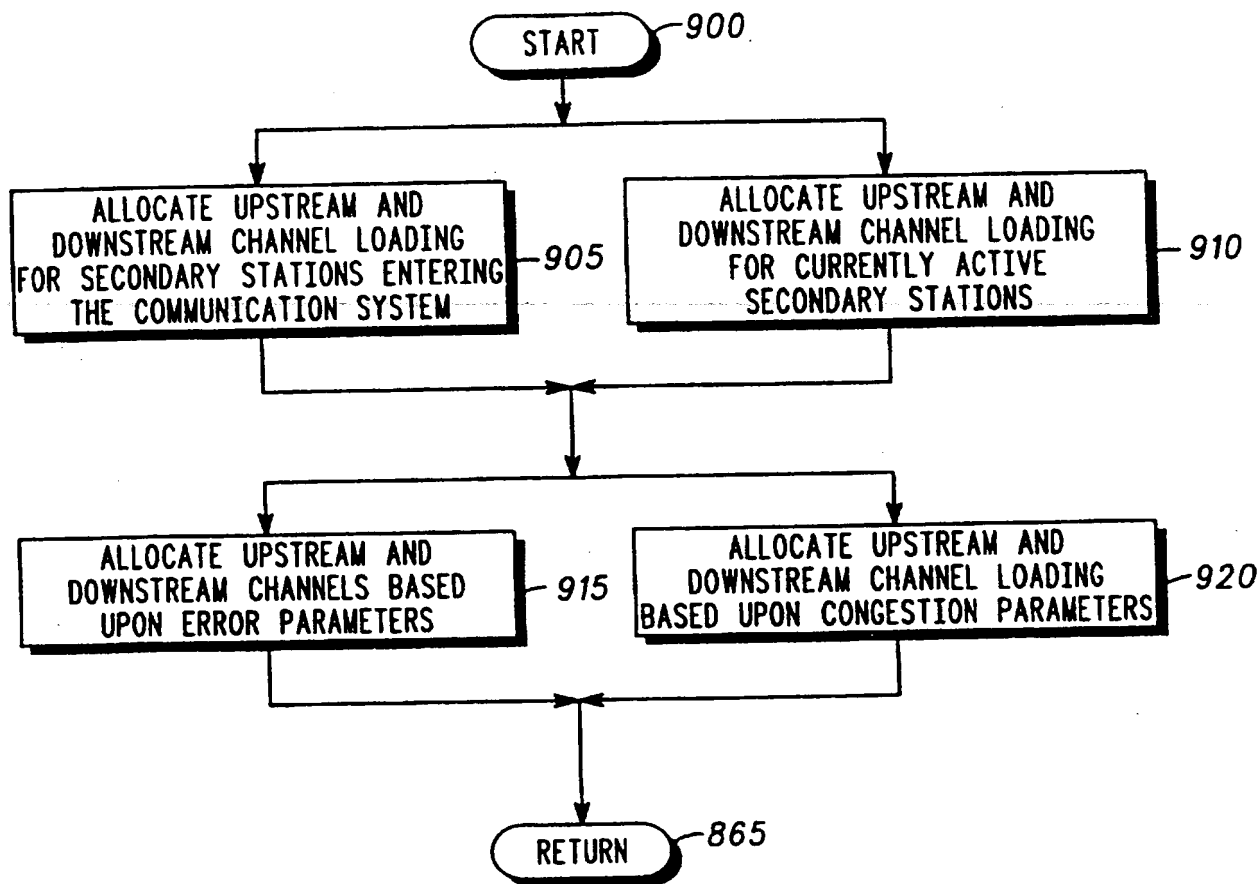 START
900
ALLOCATE UPSTREAM AND
DOWNSTREAM CHANNEL LOADING
FOR SECONDARY STATIONS ENTERING
THE COMMUNICATION SYSTEM
905
ALLOCATE UPSTREAM AND
DOWNSTREAM CHANNEL LOADING
FOR CURRENTLY ACTIVE
SECONDARY STATIONS
910
ALLOCATE UPSTREAM AND
DOWNSTREAM CHANNELS BASED
UPON ERROR PARAMETERS
915
ALLOCATE UPSTREAM AND
DOWNSTREAM CHANNEL LOADING
BASED UPON CONGESTION PARAMETERS
920
RETURN
865